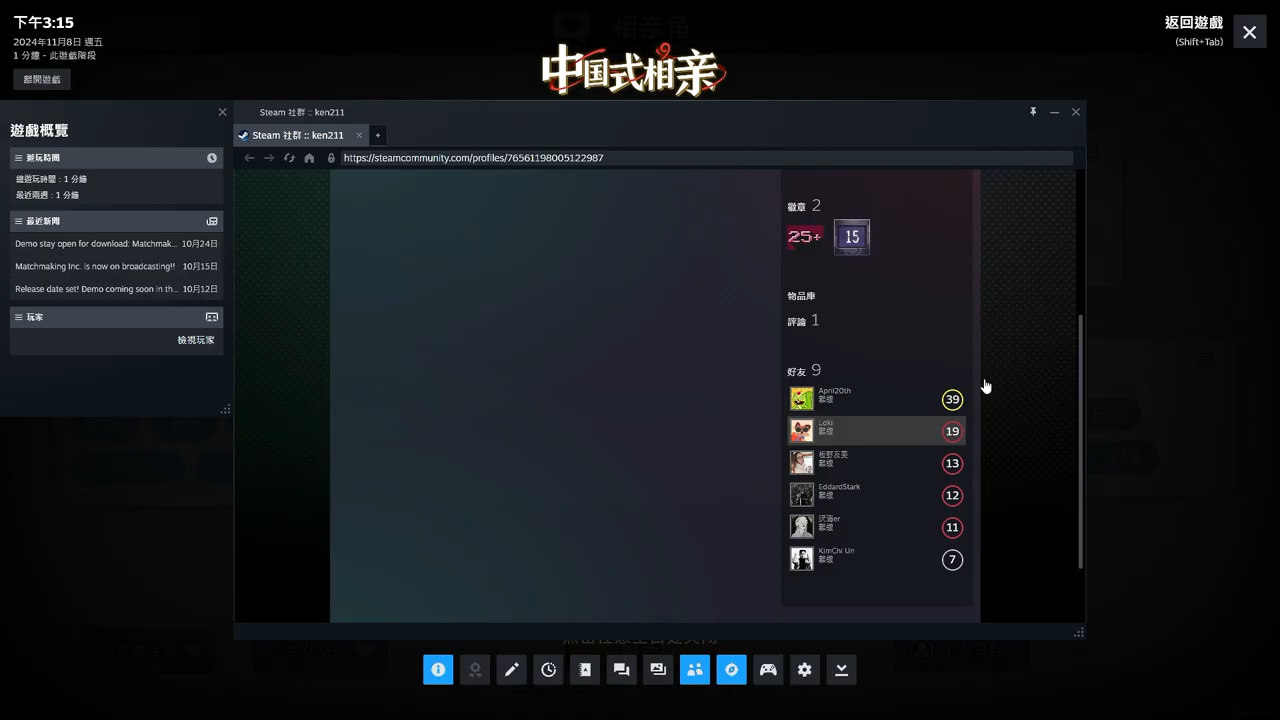 下午3:15
2024年11月8日 週五
1 分鐘 - 此遊戲階段
離開遊戲
相亲角
中国式相亲
返回遊戲
(Shift+Tab)
Steam 社群 :: ken211
Steam 社群 :: ken211
https://steamcommunity.com/profiles/76561198005122987
遊戲概覽
遊玩時間
總遊玩時間：1 分鐘
最近兩週：1 分鐘
最近新聞
Demo stay open for download: Matchmak... 10月24日
Matchmaking Inc. is now on broadcasting!! 10月15日
Release date set! Demo coming soon in th... 10月12日
玩家
檢視玩家
徽章 2
25+
15
物品庫
評論 1
好友 9
April20th
離線
39
Loki
離線
19
板野友美
離線
13
EddardStark
離線
12
离線
11
KimChi Un
離線
7